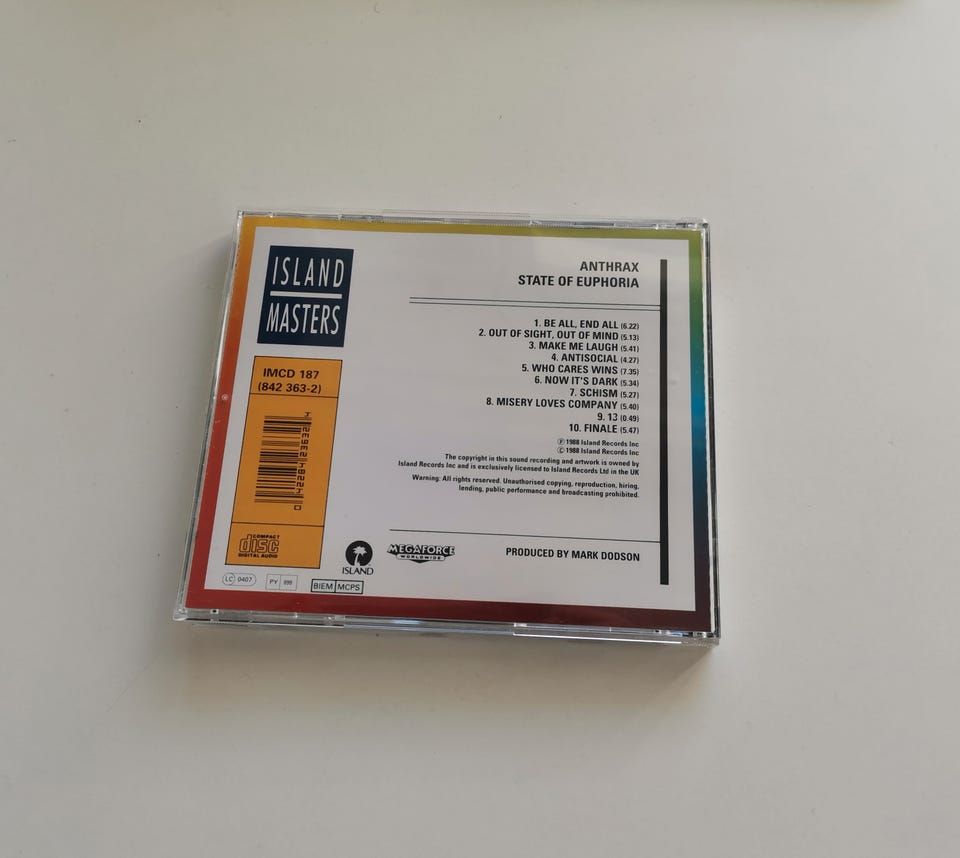 ISLAND
MASTERS
IMCD 187
(842 363-2)
COMPACT
disc
DIGITAL AUDIO
LC 0407
PY 899
BIEM MCPS
ISLAND
MEGAFORCE
WORLDWIDE
ANTHRAX
STATE OF EUPHORIA
1. BE ALL, END ALL (6.22)
2. OUT OF SIGHT, OUT OF MIND (5.13)
3. MAKE ME LAUGH (5.41)
4. ANTISOCIAL (4.27)
5. WHO CARES WINS (7.35)
6. NOW IT'S DARK (5.34)
7. SCHISM (5.27)
8. MISERY LOVES COMPANY (5.40)
9. 13 (0.49)
10. FINALE (5.47)
Ⓟ 1988 Island Records Inc
© 1988 Island Records Inc
The copyright in this sound recording and artwork is owned by
Island Records Inc and is exclusively licensed to Island Records Ltd in the UK
Warning: All rights reserved. Unauthorised copying, reproduction, hiring,
lending, public performance and broadcasting prohibited.
PRODUCED BY MARK DODSON